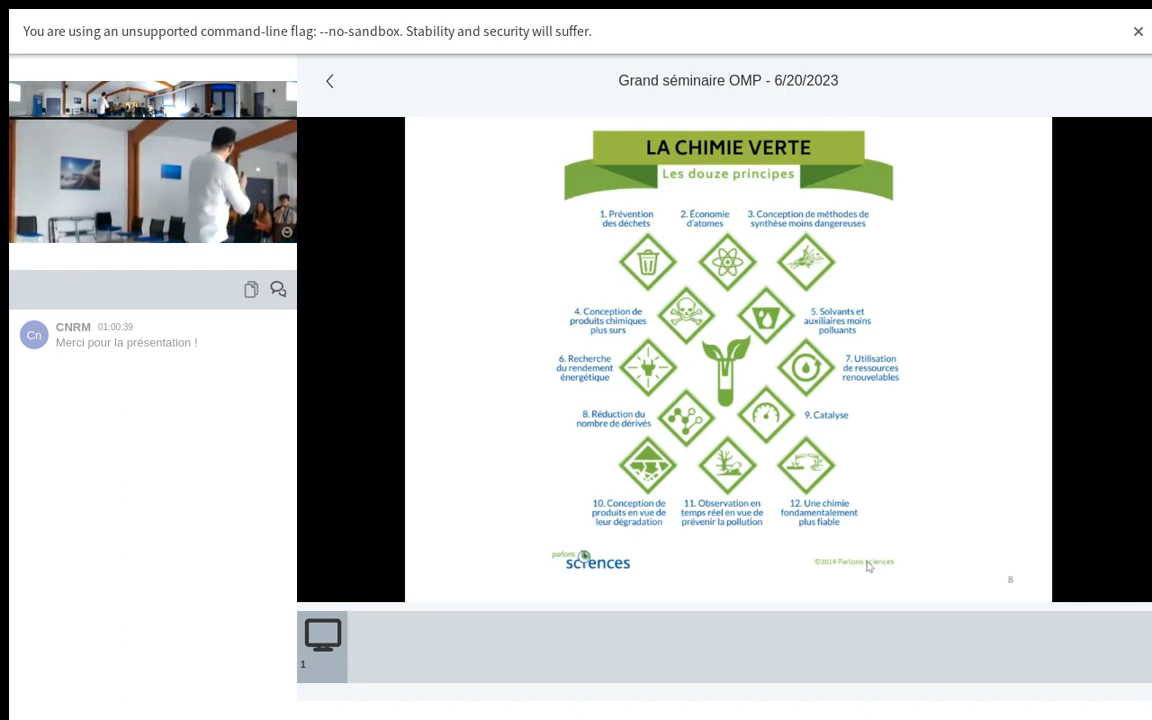 You are using an unsupported command-line flag: --no-sandbox. Stability and security will suffer.
Grand séminaire OMP - 6/20/2023
LA CHIMIE VERTE
Les douze principes
1. Prévention
des déchets
2. Économie
d'atomes
3. Conception de méthodes de
synthèse moins dangereuses
4. Conception de
produits chimiques
plus surs
5. Solvants et
auxiliaires moins
polluants
6. Recherche
du rendement
énergétique
7. Utilisation
de ressources
renouvelables
8. Réduction du
nombre de dérivés
9. Catalyse
10. Conception de
produits en vue de
leur dégradation
11. Observation en
temps réel en vue de
prévenir la pollution
12. Une chimie
fondamentalement
plus fiable
parlons
sciences
©2019 Parlons sciences
8
Cn
CNRM 01:00:39
Merci pour la présentation !
1